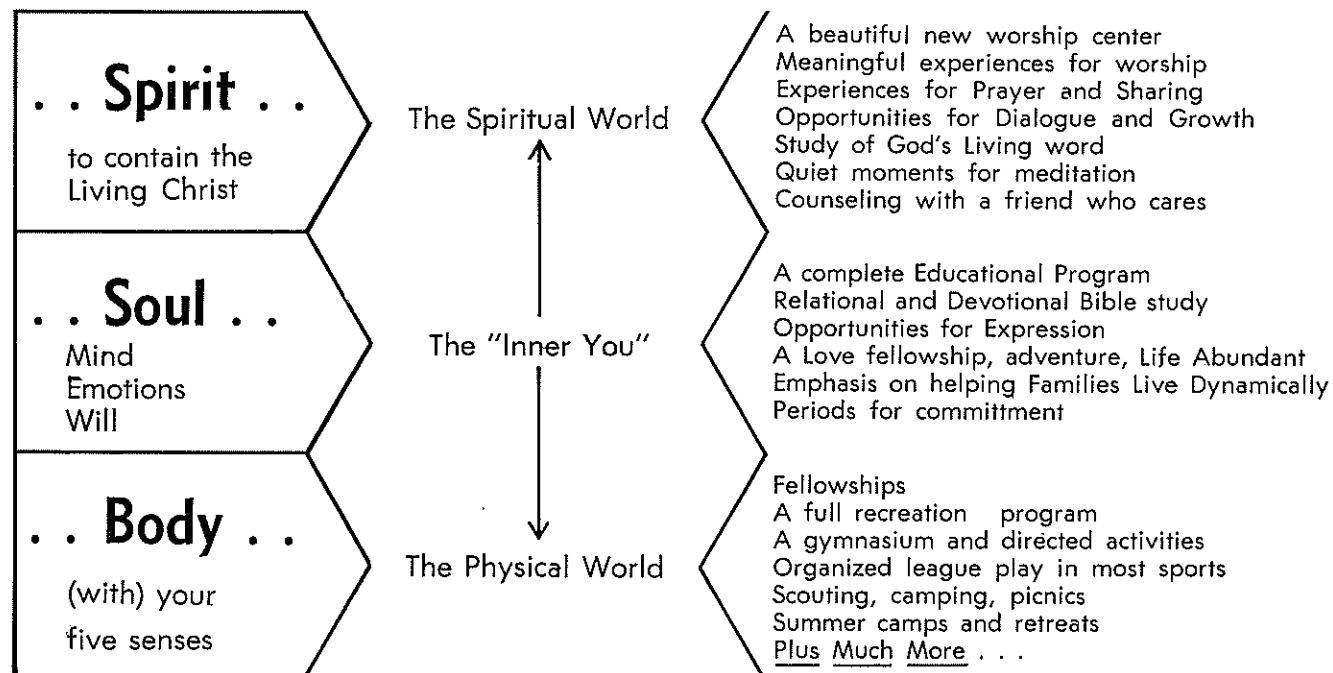 . . Spirit . .
to contain the
Living Christ
The Spiritual World
A beautiful new worship center
Meaningful experiences for worship
Experiences for Prayer and Sharing
Opportunities for Dialogue and Growth
Study of God's Living word
Quiet moments for meditation
Counseling with a friend who cares
. . Soul . .
Mind
Emotions
Will
The "Inner You"
A complete Educational Program
Relational and Devotional Bible study
Opportunities for Expression
A Love fellowship, adventure, Life Abundant
Emphasis on helping Families Live Dynamically
Periods for committment
. . Body . .
(with) your
five senses
The Physical World
Fellowships
A full recreation program
A gymnasium and directed activities
Organized league play in most sports
Scouting, camping, picnics
Summer camps and retreats
Plus Much More . . .